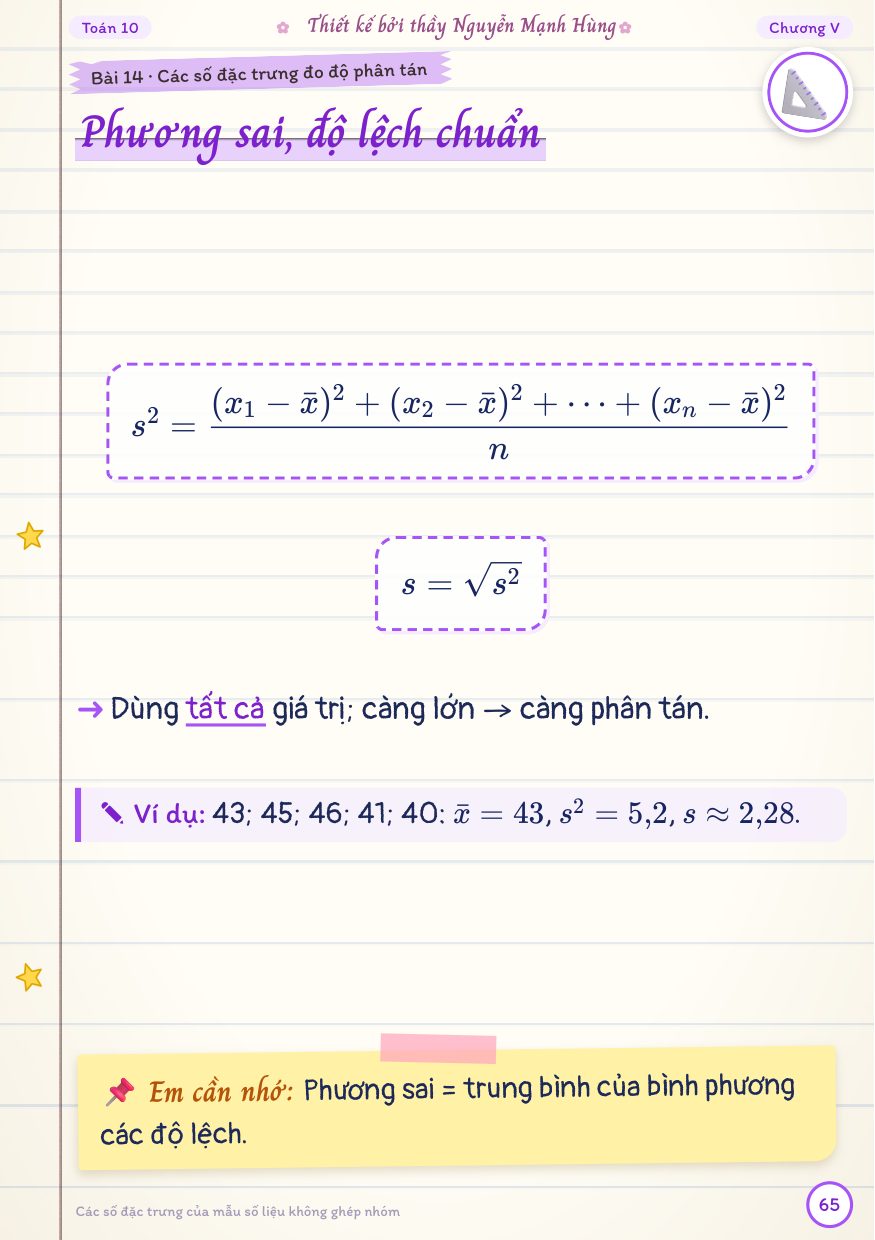 Toán 10
Thiết kế bởi thầy Nguyễn Mạnh Hùng
Chương V
Bài 14 · Các số đặc trưng đo độ phân tán
Phương sai, độ lệch chuẩn
s² = ((x₁ − x̄)² + (x₂ − x̄)² + ··· + (xₙ − x̄)²) / n
s = √(s²)
→ Dùng tất cả giá trị; càng lớn → càng phân tán.
Ví dụ: 43; 45; 46; 41; 40: x̄ = 43, s² = 5,2, s ≈ 2,28.
Em cần nhớ: Phương sai = trung bình của bình phương
các độ lệch.
Các số đặc trưng của mẫu số liệu không ghép nhóm
65